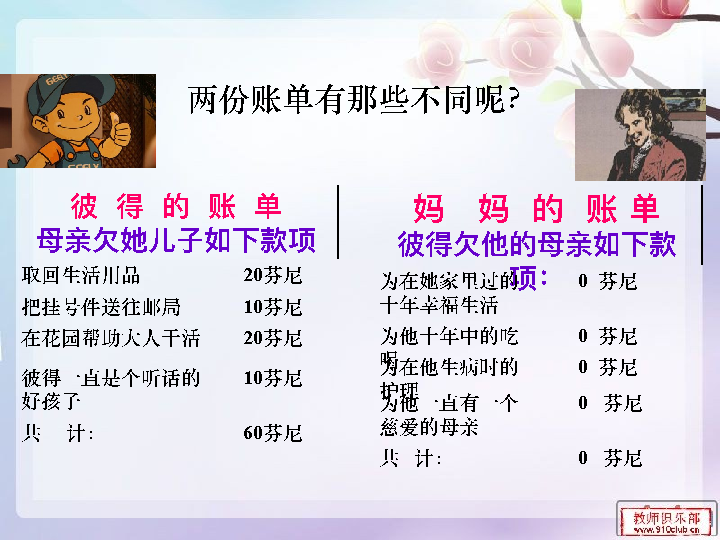 两份账单有那些不同呢?
彼得的账单
母亲欠她儿子如下款项
取回生活用品 20芬尼
把挂号件送往邮局 10芬尼
在花园帮助大人干活 20芬尼
彼得一直是个听话的
好孩子 10芬尼
共 计: 60芬尼
妈妈的账单
彼得欠他的母亲如下款
项:
为在她家里过的
十年幸福生活 0 芬尼
为他十年中的吃
喝 0 芬尼
为在他生病时的
护理 0 芬尼
为他一直有一个
慈爱的母亲 0 芬尼
共 计: 0 芬尼
教师俱乐部
www.910club.cn